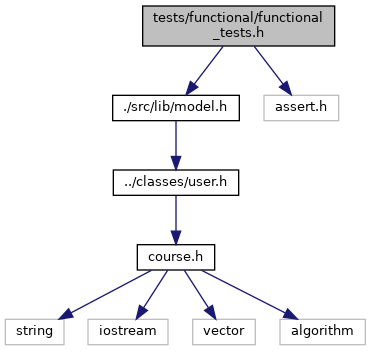 tests/functional/functional
_tests.h
./src/lib/model.h
assert.h
../classes/user.h
course.h
string
iostream
vector
algorithm